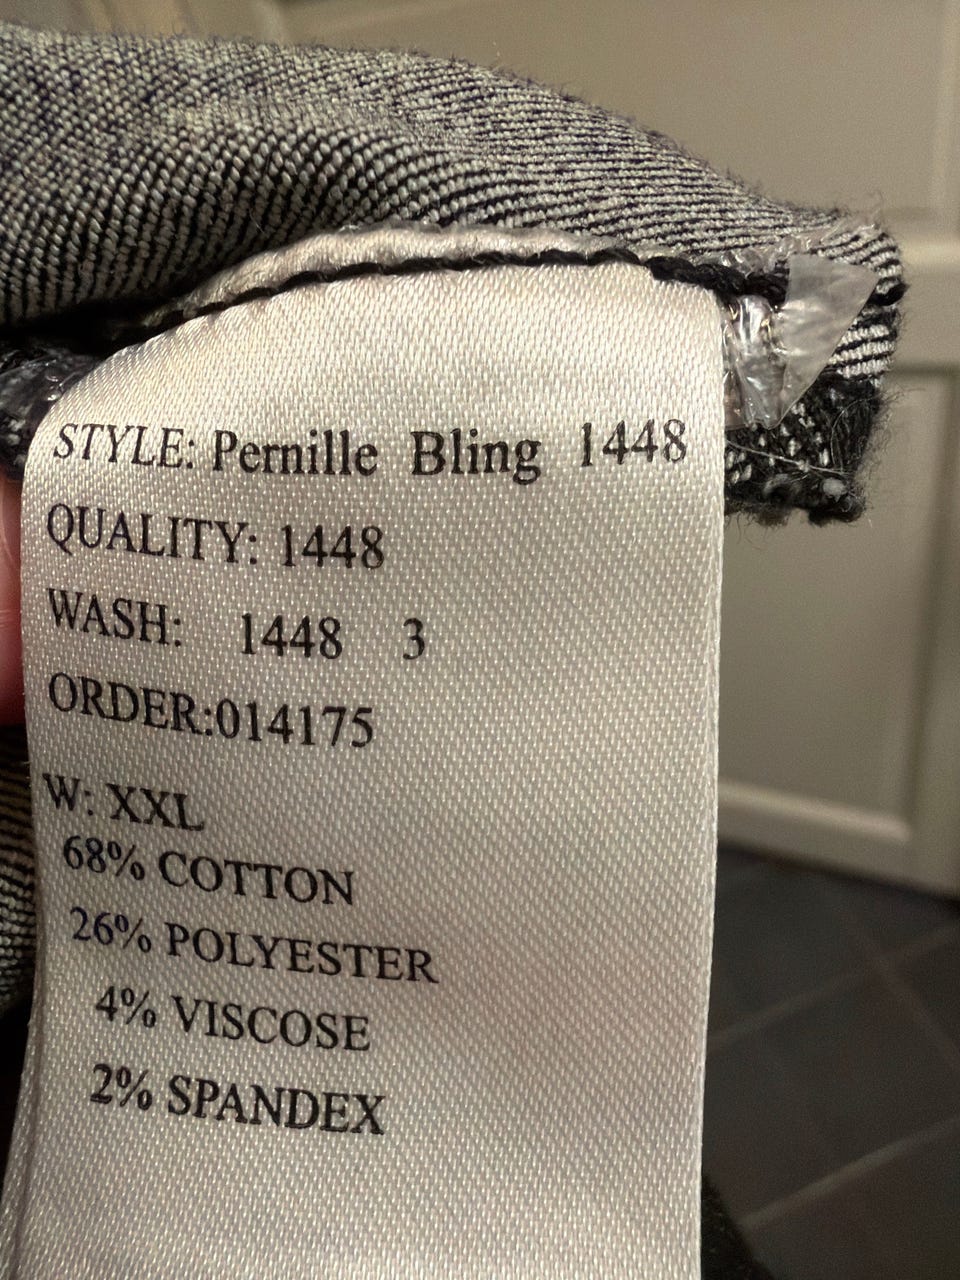 STYLE: Pernille Bling 1448
QUALITY: 1448
WASH: 1448 3
ORDER:014175
W: XXL
68% COTTON
26% POLYESTER
4% VISCOSE
2% SPANDEX